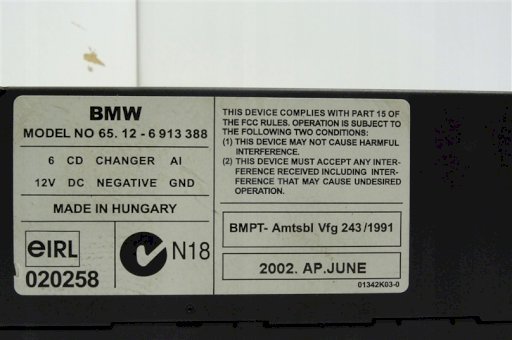 BMW
MODEL NO 65. 12 - 6 913 388
6 CD CHANGER AI
12V DC NEGATIVE GND
MADE IN HUNGARY
eIRL
020258
N18
THIS DEVICE COMPLIES WITH PART 15 OF
THE FCC RULES. OPERATION IS SUBJECT TO
THE FOLLOWING TWO CONDITIONS:
(1) THIS DEVICE MAY NOT CAUSE HARMFUL
INTERFERENCE.
(2) THIS DEVICE MUST ACCEPT ANY INTER-
FERENCE RECEIVED INCLUDING INTER-
FERENCE THAT MAY CAUSE UNDESIRED
OPERATION.
BMPT- Amtsbl Vfg 243/1991
2002. AP.JUNE
01342K03-0